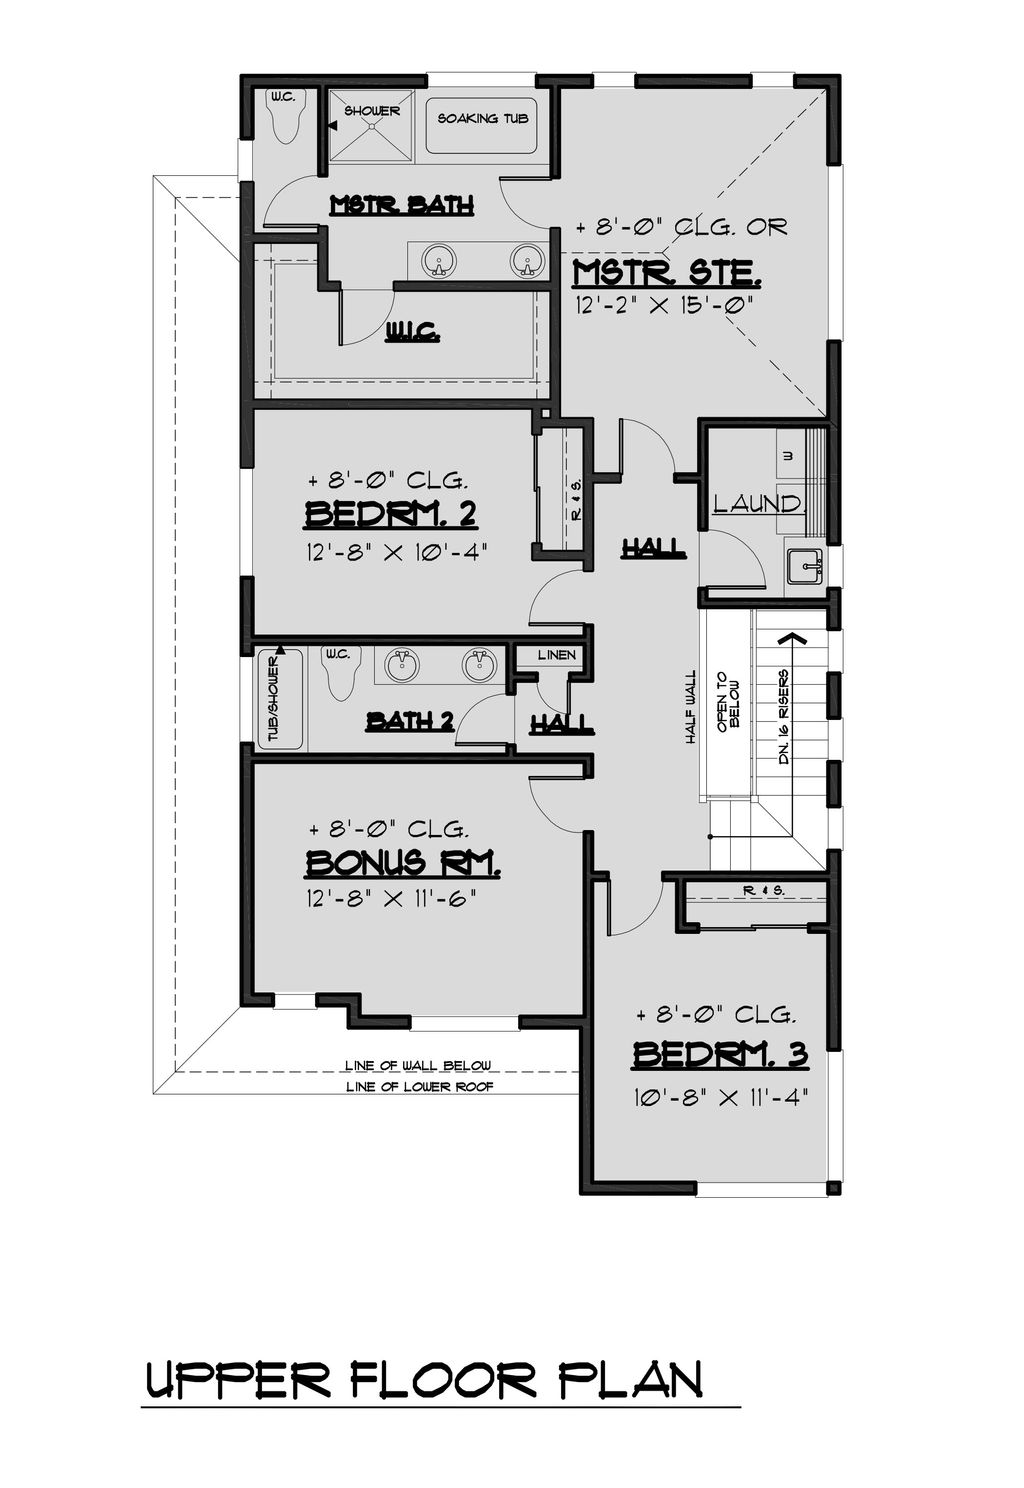 W.C.
SHOWER
SOAKING TUB
MSTR. BATH
+ 8'-0" CLG. OR
MSTR. STE.
12'-2" X 15'-0"
W.I.C.
W
+ 8'-0" CLG.
BEDRM. 2
12'-8" X 10'-4"
R & S.
LAUND.
HALL
TUB/SHOWER
W.C.
LINEN
BATH 2
HALL
HALF WALL
OPEN TO
BELOW
DN. 16 RISERS
+ 8'-0" CLG.
BONUS RM.
12'-8" X 11'-6"
R & S.
+ 8'-0" CLG.
BEDRM. 3
10'-8" X 11'-4"
LINE OF WALL BELOW
LINE OF LOWER ROOF
UPPER FLOOR PLAN